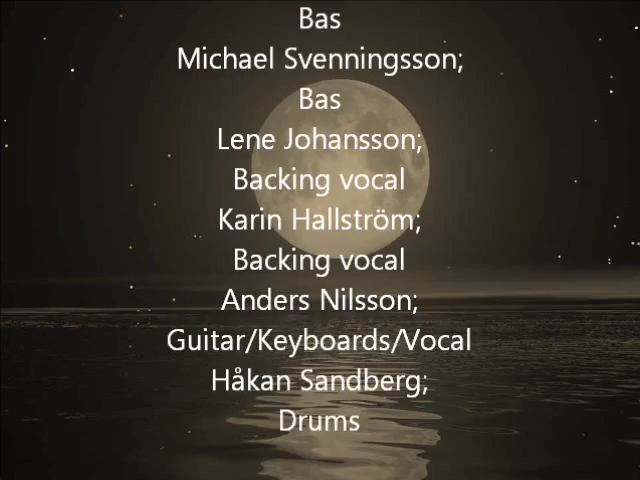 Bas
Michael Svenningsson;
Bas
Lene Johansson;
Backing vocal
Karin Hallström;
Backing vocal
Anders Nilsson;
Guitar/Keyboards/Vocal
Håkan Sandberg;
Drums